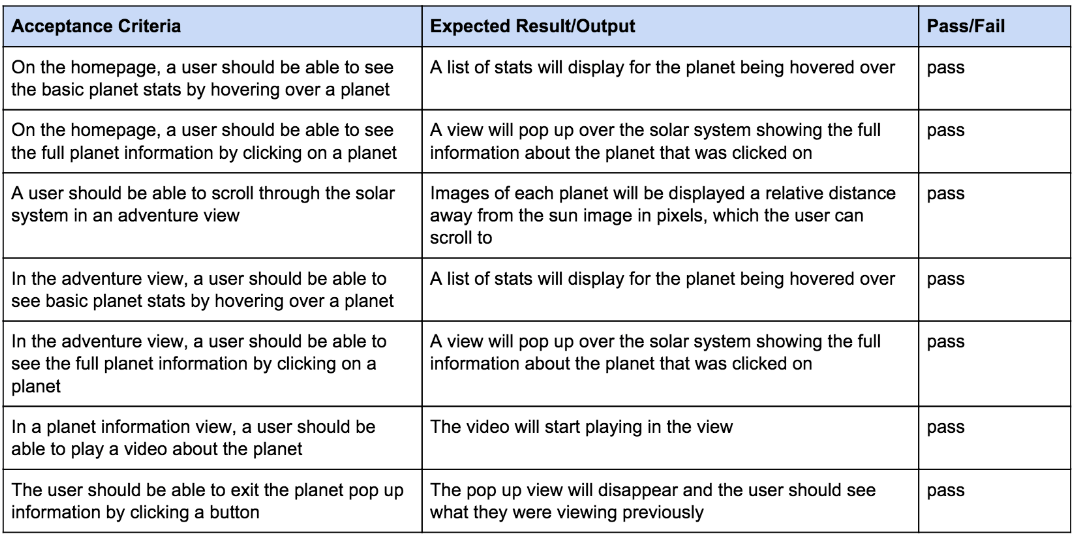 Acceptance Criteria Expected Result/Output Pass/Fail
On the homepage, a user should be able to see
the basic planet stats by hovering over a planet
A list of stats will display for the planet being hovered over
pass
On the homepage, a user should be able to see
the full planet information by clicking on a planet
A view will pop up over the solar system showing the full
information about the planet that was clicked on
pass
A user should be able to scroll through the solar
system in an adventure view
Images of each planet will be displayed a relative distance
away from the sun image in pixels, which the user can
scroll to
pass
In the adventure view, a user should be able to
see basic planet stats by hovering over a planet
A list of stats will display for the planet being hovered over
pass
In the adventure view, a user should be able to
see the full planet information by clicking on a
planet
A view will pop up over the solar system showing the full
information about the planet that was clicked on
pass
In a planet information view, a user should be
able to play a video about the planet
The video will start playing in the view
pass
The user should be able to exit the planet pop up
information by clicking a button
The pop up view will disappear and the user should see
what they were viewing previously
pass